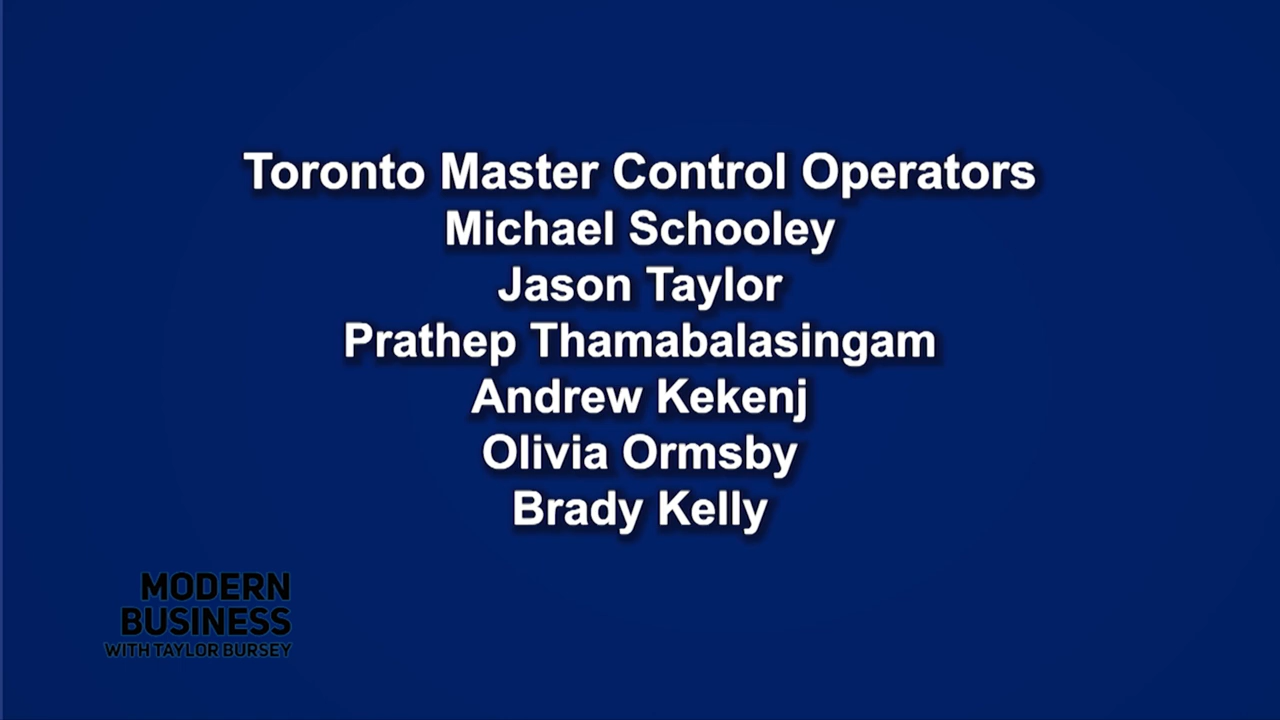 Toronto Master Control Operators
Michael Schooley
Jason Taylor
Prathep Thamabalasingam
Andrew Kekenj
Olivia Ormsby
Brady Kelly
MODERN
BUSINESS
WITH TAYLOR BURSEY